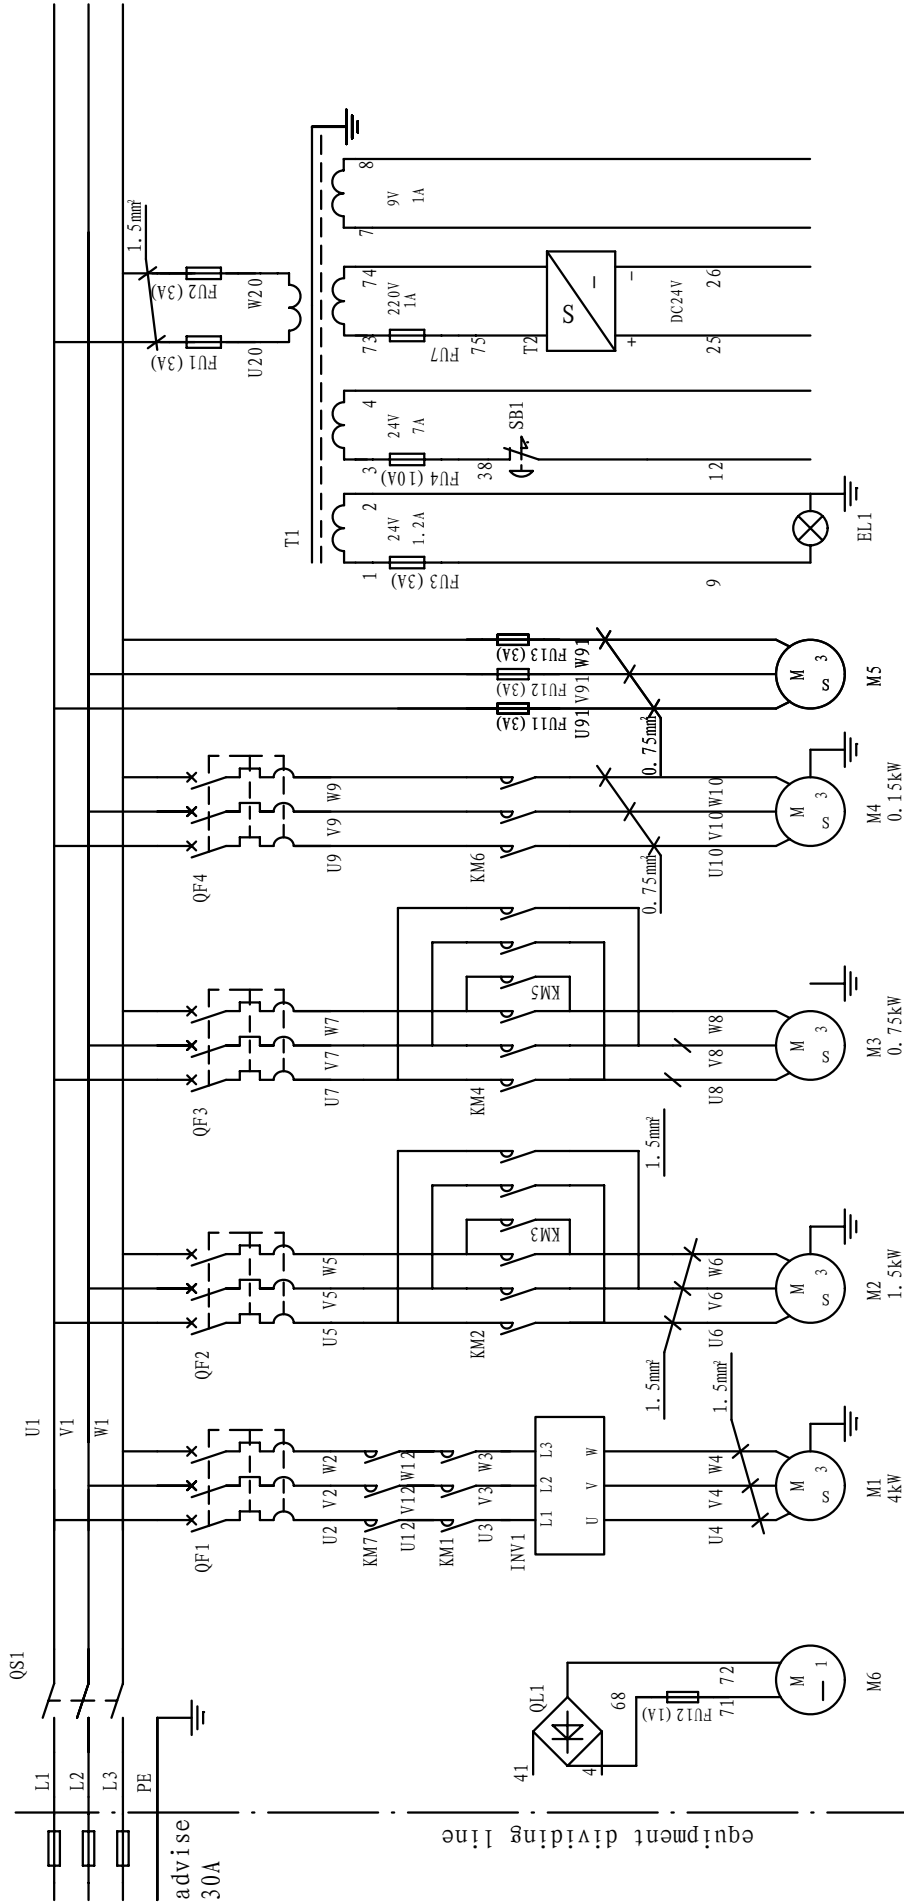 L1
L2
L3
PE
advise
30A
equipment dividing line
QS1
U1
V1
W1
41
4
QL1
68
FU12(1A)
71
72
M
1
M6
QF1
U2
V2
W2
KM7
U12
V12
W12
KM1
U3
V3
W3
INV1
L1
L2
L3
U
V
W
U4
V4
W4
1.5mm²
M
3
S
M1
4kW
QF2
U5
V5
W5
KM2
KM3
1.5mm²
U6
V6
W6
M
3
S
M2
1.5kW
QF3
U7
V7
W7
KM4
KM5
1.5mm²
U8
V8
W8
M
3
S
M3
0.75kW
QF4
U9
V9
W9
KM6
0.75mm²
U10
V10
W10
M
3
S
M4
0.15kW
FU11(3A)
FU12(3A)
FU13(3A)
U91
V91
W91
0.75mm²
M
3
S
M5
1.5mm²
FU1(3A)
FU2(3A)
U20
W20
T1
1
2
24V
1.2A
FU3(3A)
9
EL1
3
4
24V
7A
FU4(10A)
38
SB1
12
73
74
220V
1A
FU7
75
T2
S
+
-
DC24V
25
26
7
8
9V
1A